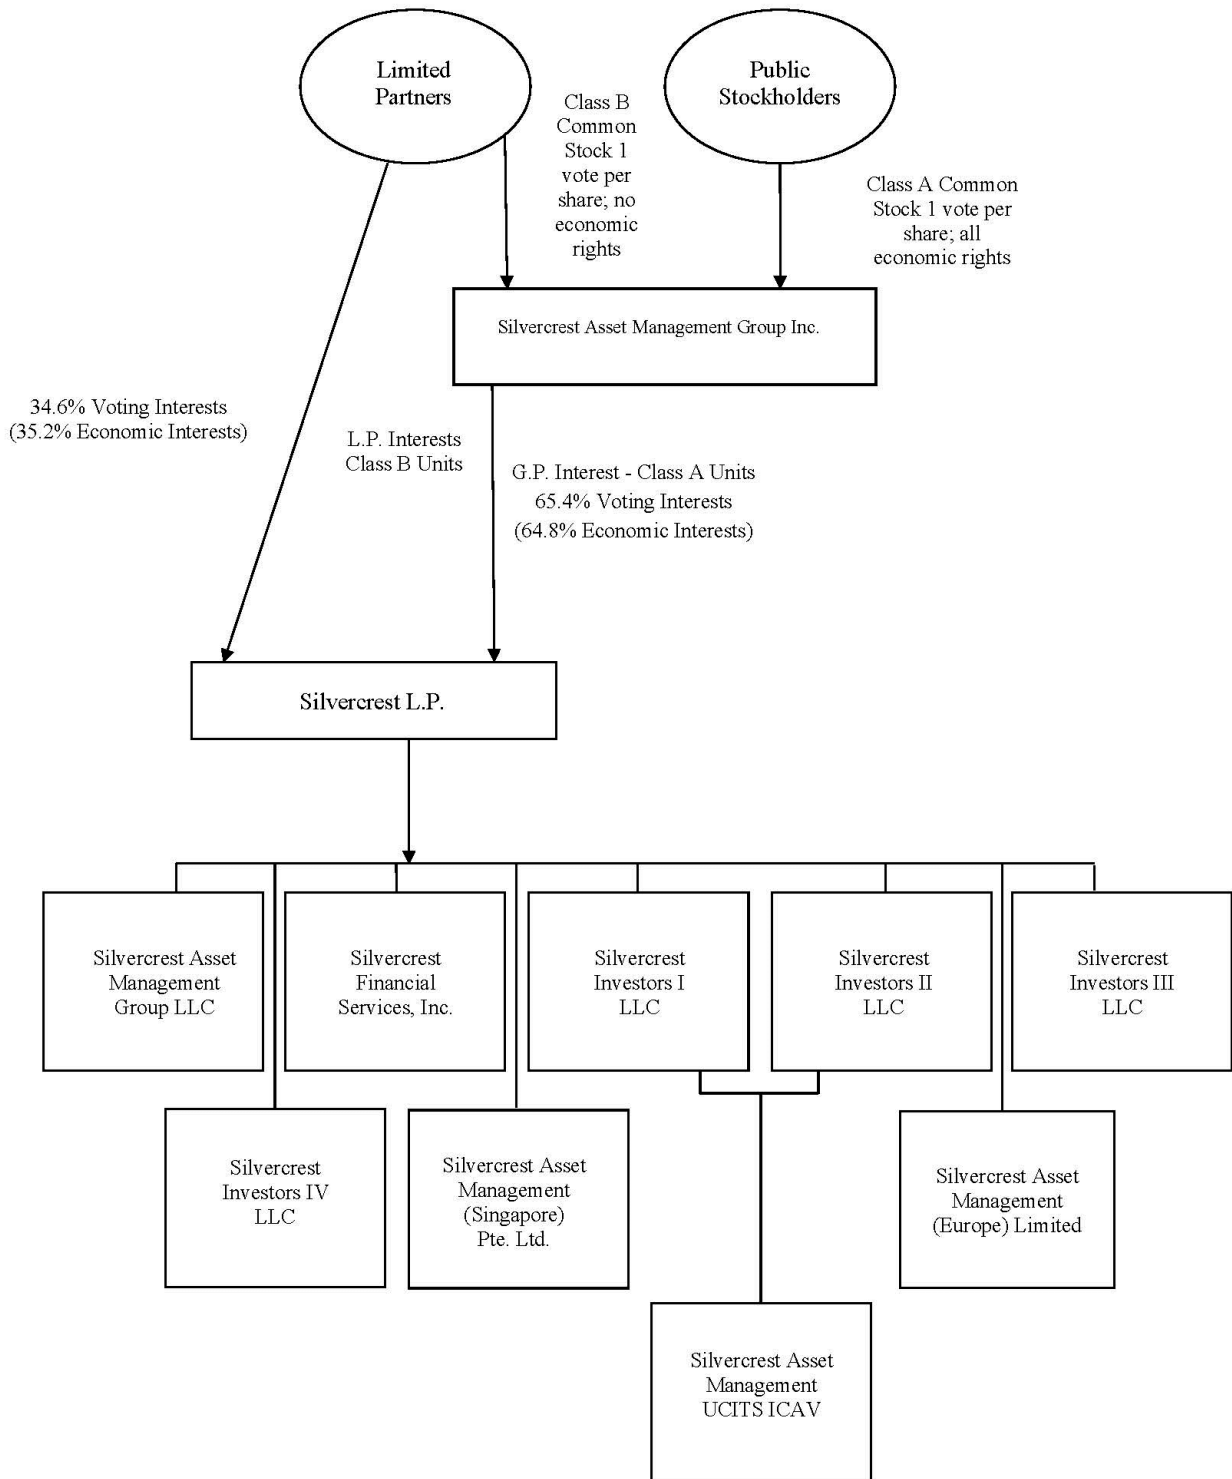 Limited
Partners
Public
Stockholders
Class B
Common
Stock 1
vote per
share; no
economic
rights
Class A Common
Stock 1 vote per
share; all
economic rights
Silvercrest Asset Management Group Inc.
34.6% Voting Interests
(35.2% Economic Interests)
L.P. Interests
Class B Units
G.P. Interest - Class A Units
65.4% Voting Interests
(64.8% Economic Interests)
Silvercrest L.P.
Silvercrest Asset
Management
Group LLC
Silvercrest
Financial
Services, Inc.
Silvercrest
Investors I
LLC
Silvercrest
Investors II
LLC
Silvercrest
Investors III
LLC
Silvercrest
Investors IV
LLC
Silvercrest Asset
Management
(Singapore)
Pte. Ltd.
Silvercrest Asset
Management
(Europe) Limited
Silvercrest Asset
Management
UCITS ICAV